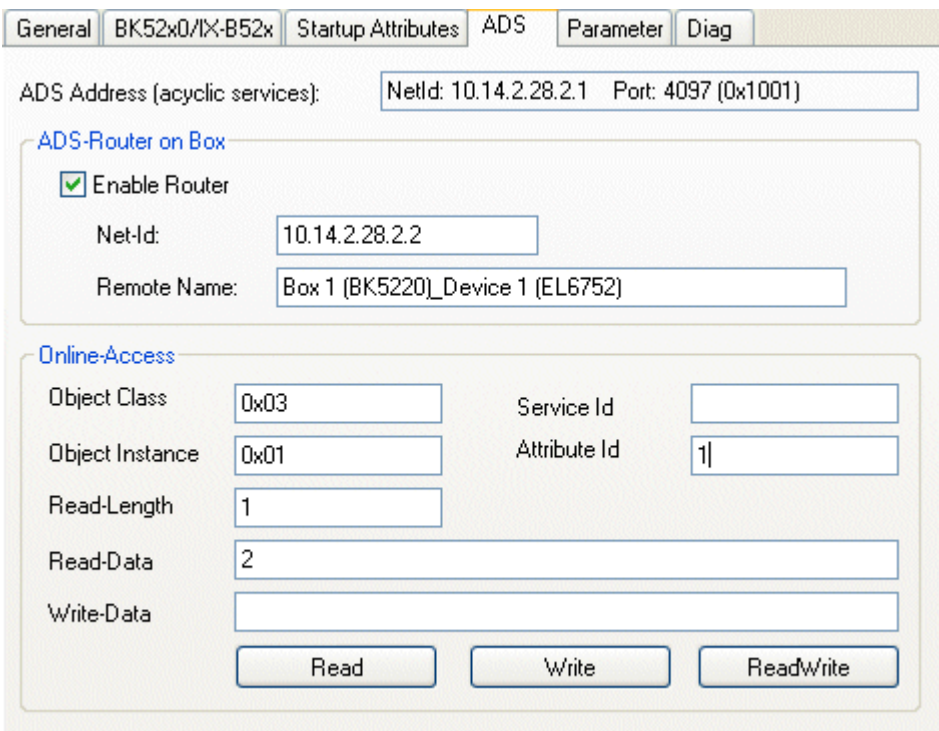 General BK52x0/IX-B52x Startup Attributes ADS Parameter Diag
ADS Address (acyclic services): NetId: 10.14.2.28.2.1 Port: 4097 (0x1001)
ADS-Router on Box
Enable Router
Net-Id: 10.14.2.28.2.2
Remote Name: Box 1 (BK5220)_Device 1 (EL6752)
Online-Access
Object Class 0x03 Service Id
Object Instance 0x01 Attribute Id 1
Read-Length 1
Read-Data 2
Write-Data
Read Write ReadWrite